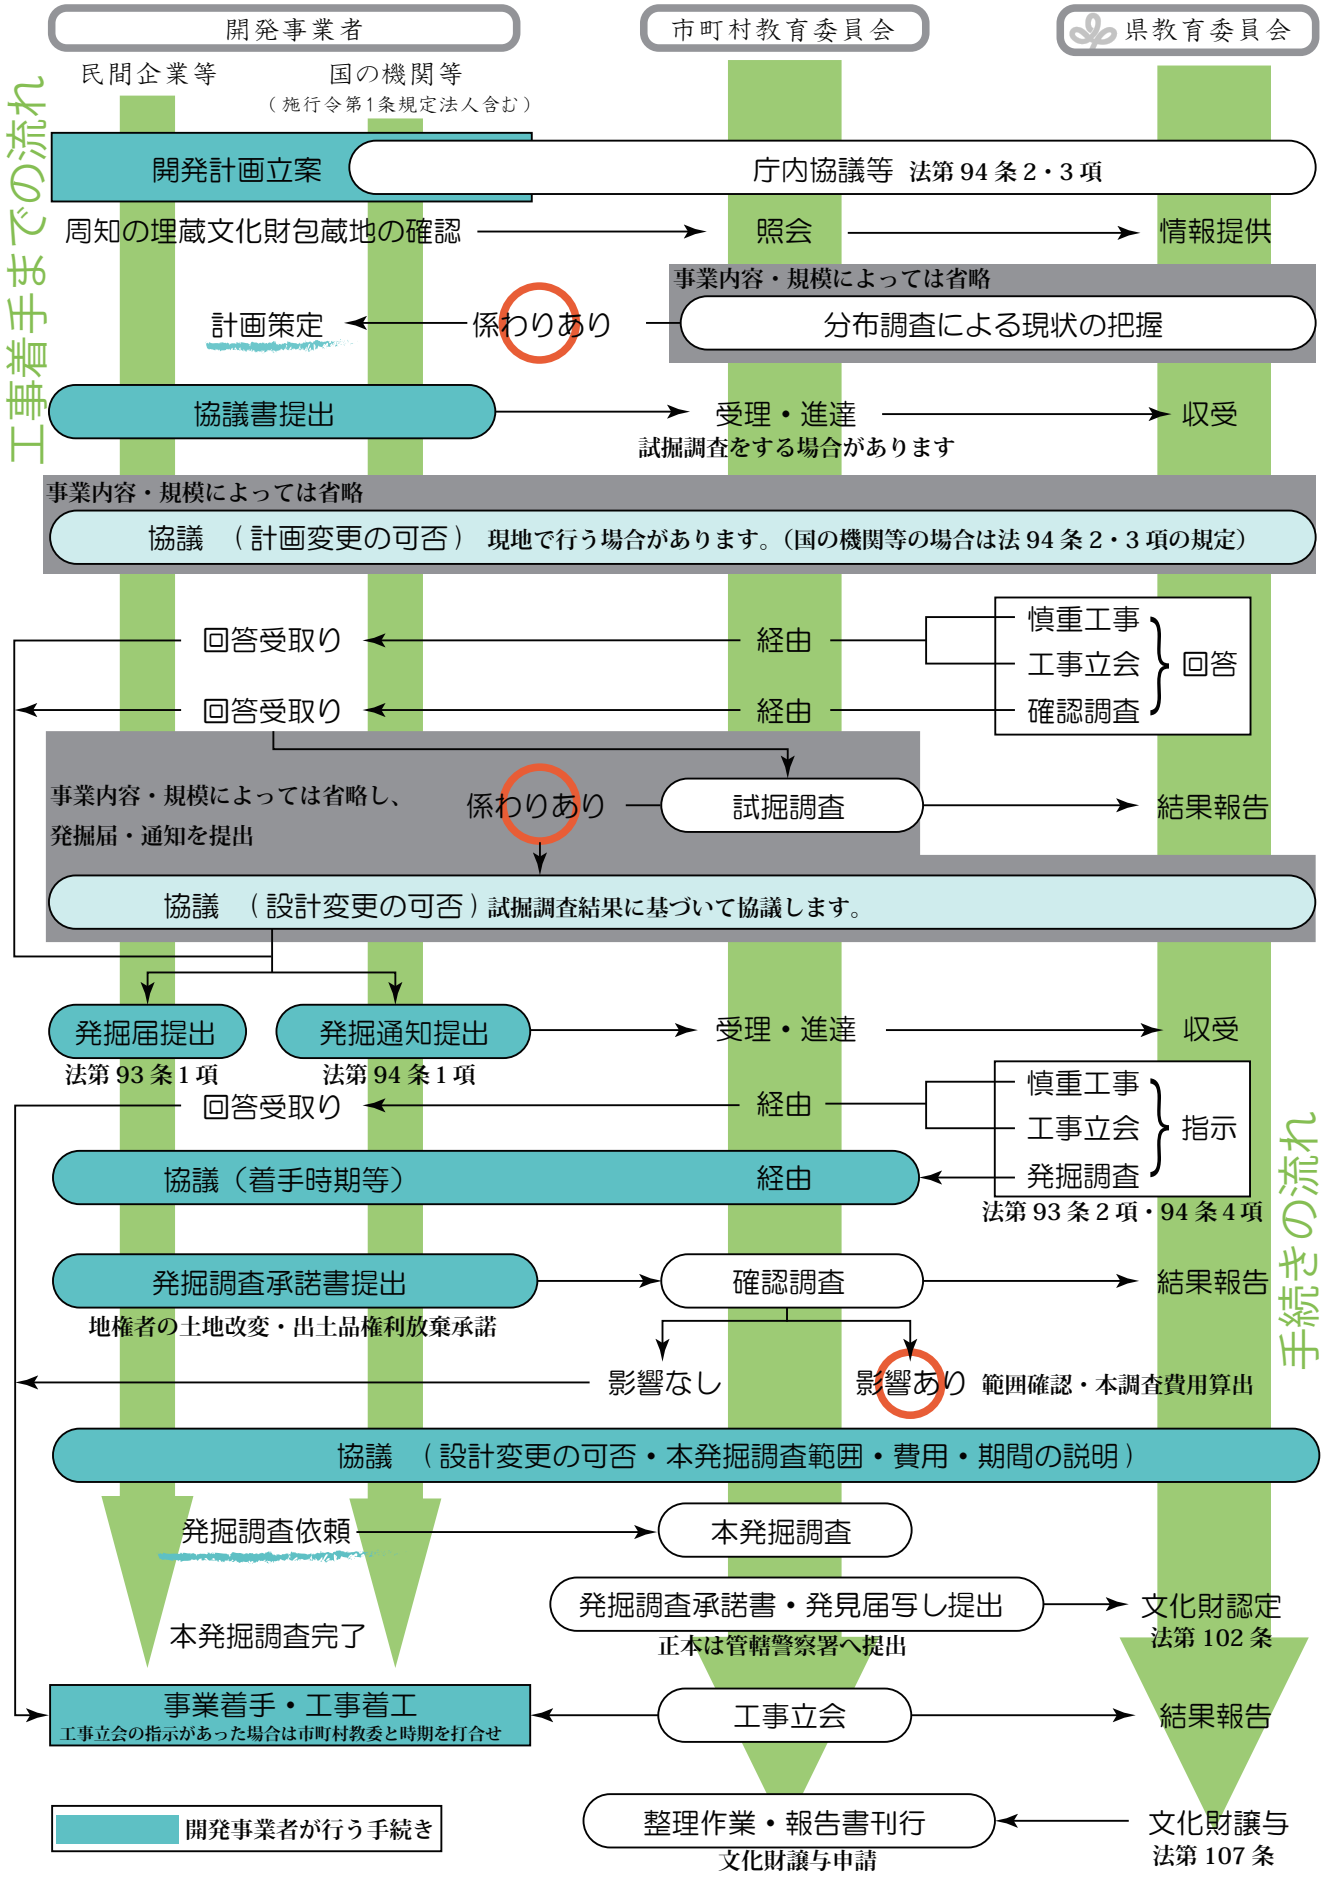 開発事業者
市町村教育委員会
県教育委員会
民間企業等
国の機関等
（施行令第1条規定法人含む）
工事着手までの流れ
開発計画立案
庁内協議等 法第 94 条 2・3 項
周知の埋蔵文化財包蔵地の確認
照会
情報提供
事業内容・規模によっては省略
計画策定
係わりあり
分布調査による現状の把握
協議書提出
受理・進達
収受
試掘調査をする場合があります
事業内容・規模によっては省略
協議 （計画変更の可否） 現地で行う場合があります。（国の機関等の場合は法 94 条 2・3 項の規定）
回答受取り
経由
慎重工事
工事立会
回答
回答受取り
経由
確認調査
事業内容・規模によっては省略し、
発掘届・通知を提出
係わりあり
試掘調査
結果報告
協議 （設計変更の可否）試掘調査結果に基づいて協議します。
発掘届提出
発掘通知提出
受理・進達
収受
法第 93 条 1 項
法第 94 条 1 項
回答受取り
経由
慎重工事
工事立会
指示
発掘調査
協議（着手時期等）
経由
法第 93 条 2 項・94 条 4 項
手続きの流れ
発掘調査承諾書提出
確認調査
結果報告
地権者の土地改変・出土品権利放棄承諾
影響なし
影響あり
範囲確認・本調査費用算出
協議 （設計変更の可否・本発掘調査範囲・費用・期間の説明）
発掘調査依頼
本発掘調査
発掘調査承諾書・発見届写し提出
文化財認定
正本は管轄警察署へ提出
法第 102 条
本発掘調査完了
事業着手・工事着工
工事立会の指示があった場合は市町村教委と時期を打合せ
工事立会
結果報告
開発事業者が行う手続き
整理作業・報告書刊行
文化財譲与
文化財譲与申請
法第 107 条